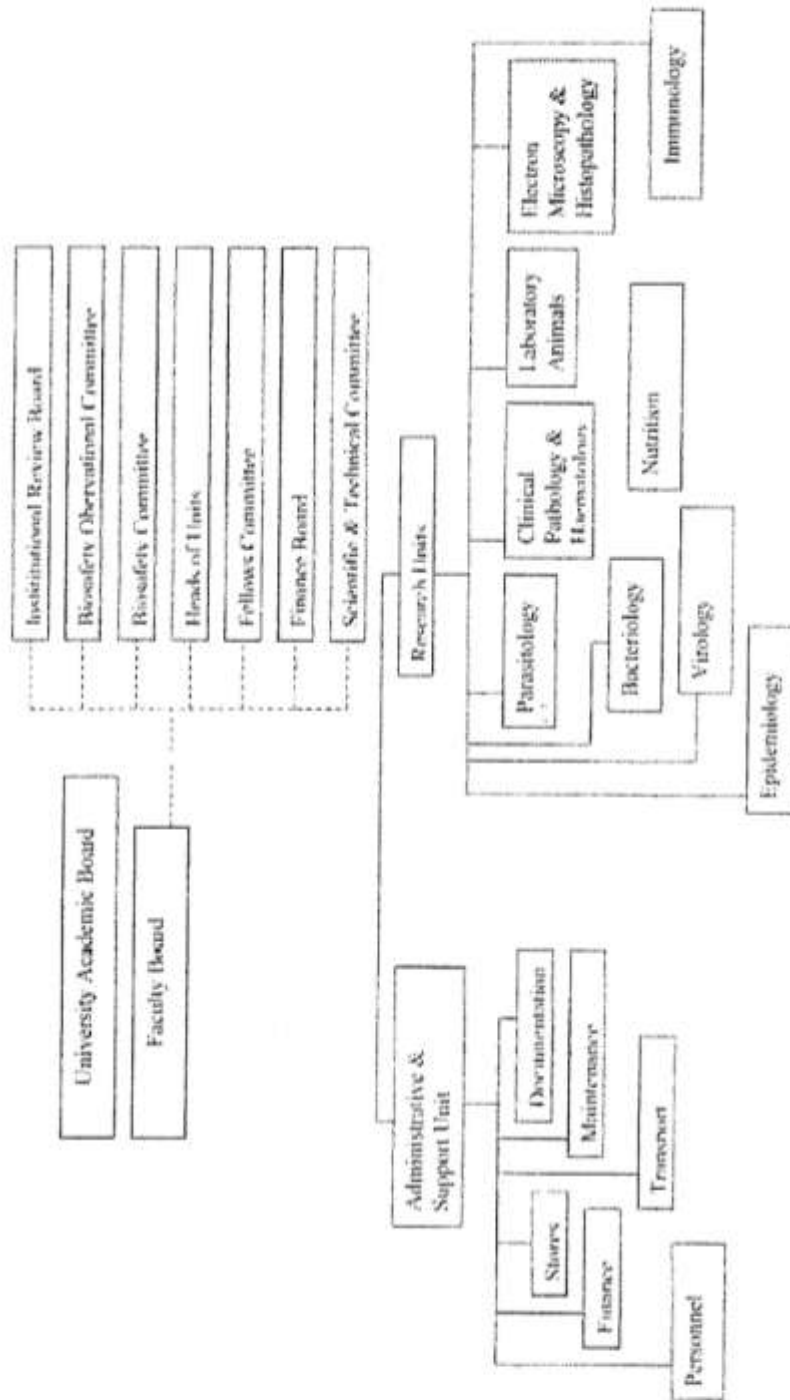 University Academic Board
Faculty Board
Institutional Review Board
Biosafety Obervational Committee
Biosafety Committee
Heads of Units
Fellows Committee
Finance Board
Scientific & Technical Committee
Administrative &
Support Unit
Research Units
Stores
Documentation
Finance
Maintenance
Transport
Personnel
Parasitology
Clinical
Pathology &
Haematology
Laboratory
Animals
Electron
Microscopy &
Histopathology
Bacteriology
Nutrition
Immunology
Virology
Epidemiology